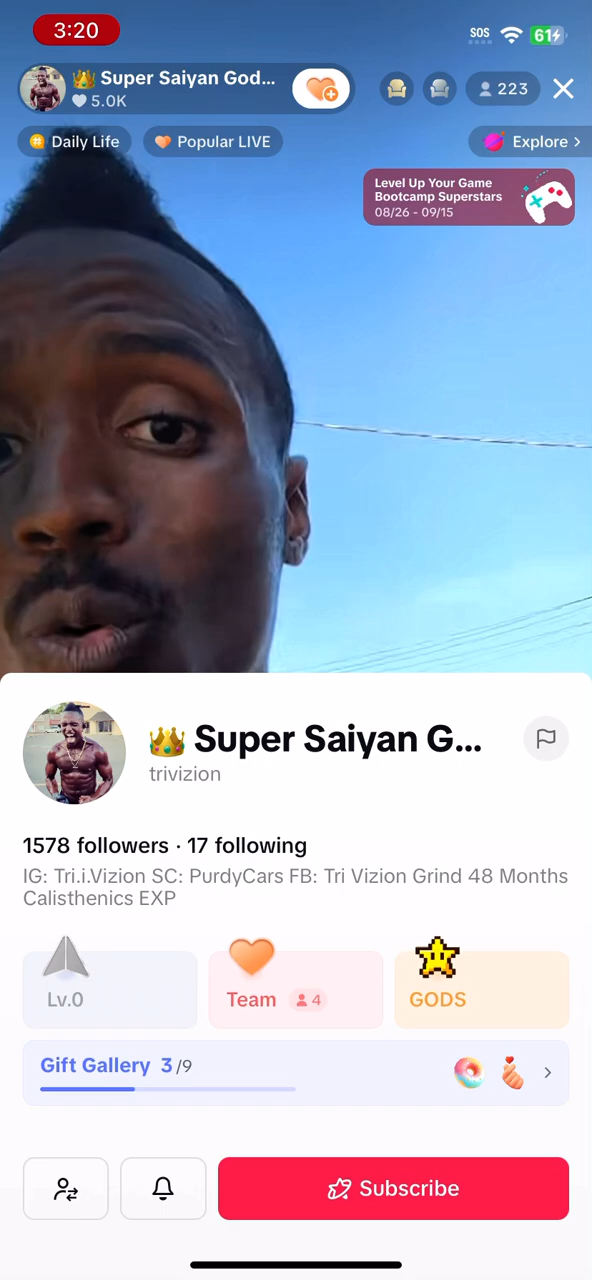 3:20
SOS
61
👑 Super Saiyan God...
5.0K
223
Daily Life
Popular LIVE
Explore >
Level Up Your Game
Bootcamp Superstars
08/26 - 09/15
👑 Super Saiyan G...
trivizion
1578 followers · 17 following
IG: Tri.i.Vizion SC: PurdyCars FB: Tri Vizion Grind 48 Months
Calisthenics EXP
Lv.0
Team 4
GODS
Gift Gallery 3/9
Subscribe